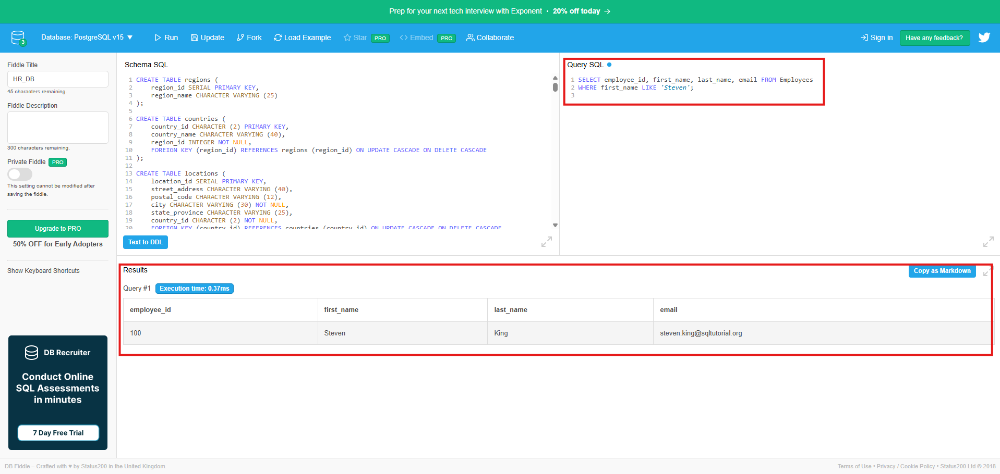 Prep for your next tech interview with Exponent • 20% off today →
3
Database: PostgreSQL v15 ▼
Run
Update
Fork
Load Example
Star PRO
Embed PRO
Collaborate
Sign in
Have any feedback?
Fiddle Title
HR_DB
45 characters remaining.
Fiddle Description
300 characters remaining.
Private Fiddle PRO
This setting cannot be modified after
saving the fiddle.
Upgrade to PRO
50% OFF for Early Adopters
Show Keyboard Shortcuts
DB Recruiter
Conduct Online
SQL Assessments
in minutes
7 Day Free Trial
Schema SQL
1 CREATE TABLE regions (
2 region_id SERIAL PRIMARY KEY,
3 region_name CHARACTER VARYING (25)
4 );
5
6 CREATE TABLE countries (
7 country_id CHARACTER (2) PRIMARY KEY,
8 country_name CHARACTER VARYING (40),
9 region_id INTEGER NOT NULL,
10 FOREIGN KEY (region_id) REFERENCES regions (region_id) ON UPDATE CASCADE ON DELETE CASCADE
11 );
12
13 CREATE TABLE locations (
14 location_id SERIAL PRIMARY KEY,
15 street_address CHARACTER VARYING (40),
16 postal_code CHARACTER VARYING (12),
17 city CHARACTER VARYING (30) NOT NULL,
18 state_province CHARACTER VARYING (25),
19 country_id CHARACTER (2) NOT NULL,
20 FOREIGN KEY (country_id) REFERENCES countries (country_id) ON UPDATE CASCADE ON DELETE CASCADE
Text to DDL
Query SQL
1 SELECT employee_id, first_name, last_name, email FROM Employees
2 WHERE first_name LIKE 'Steven';
3
Results
Copy as Markdown
Query #1 Execution time: 0.37ms
employee_id first_name last_name email
100 Steven King steven.king@sqltutorial.org
DB Fiddle – Crafted with ♥ by Status200 in the United Kingdom.
Terms of Use • Privacy / Cookie Policy • Status200 Ltd © 2018